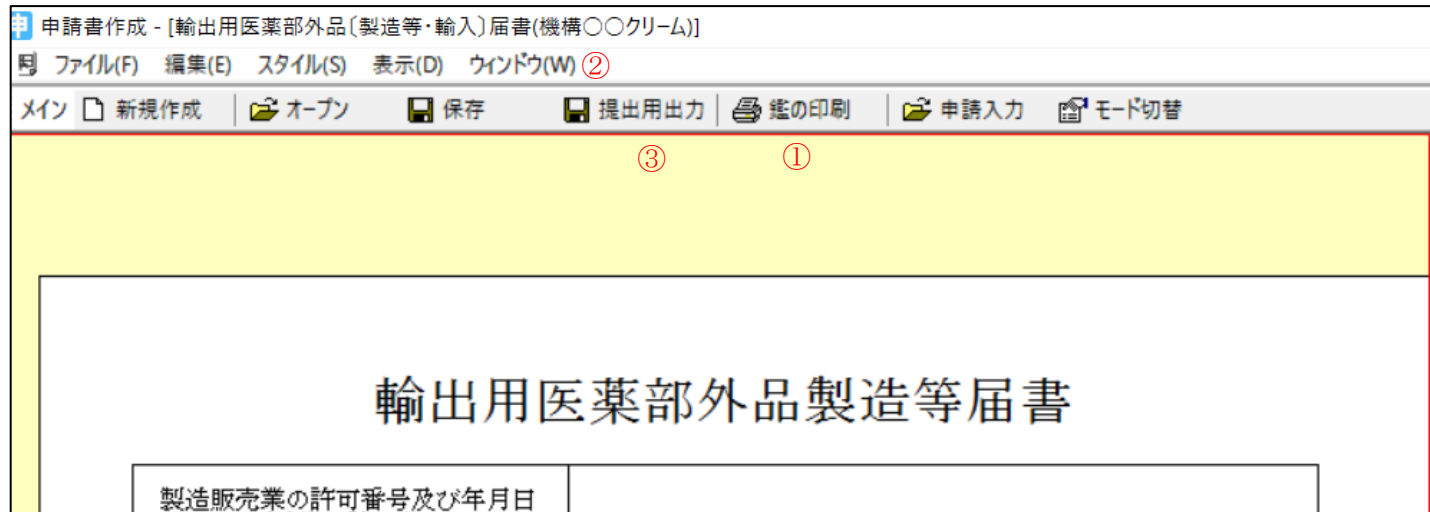 申請書作成 - [輸出用医薬部外品〔製造等・輸入〕届書(機構〇〇クリーム)]
ファイル(F) 編集(E) スタイル(S) 表示(D) ウィンドウ(W) ②
メイン 新規作成 オープン 保存 提出用出力 鑑の印刷 申請入力 モード切替
③ ①
輸出用医薬部外品製造等届書
製造販売業の許可番号及び年月日